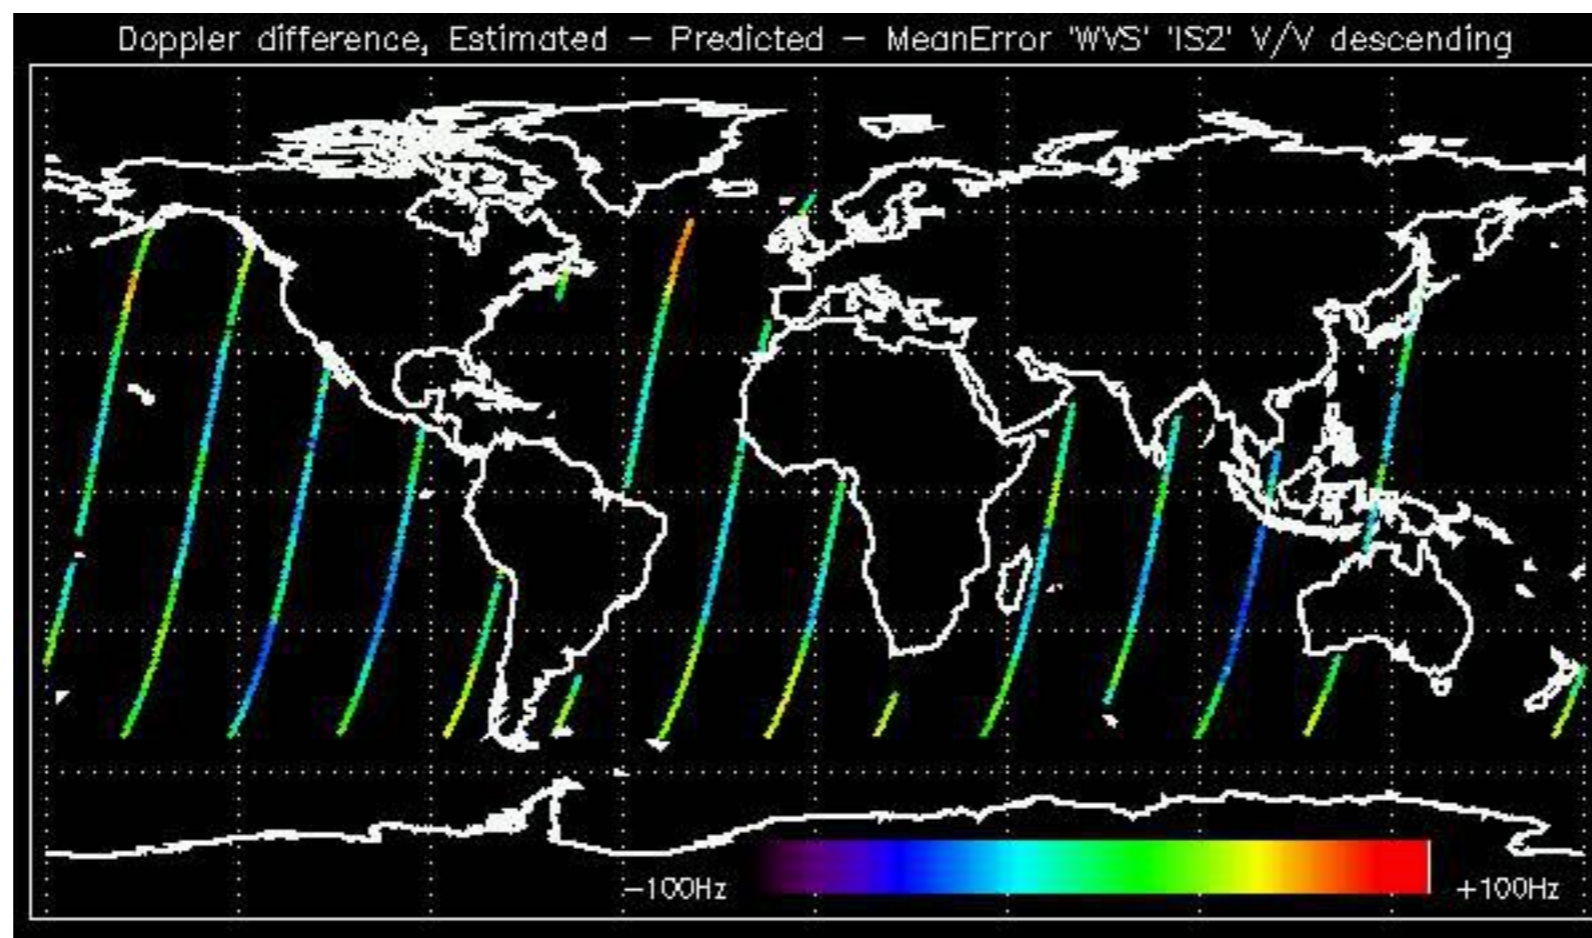 Doppler difference, Estimated – Predicted – MeanError 'WVS' 'IS2' V/V descending
–100Hz +100Hz